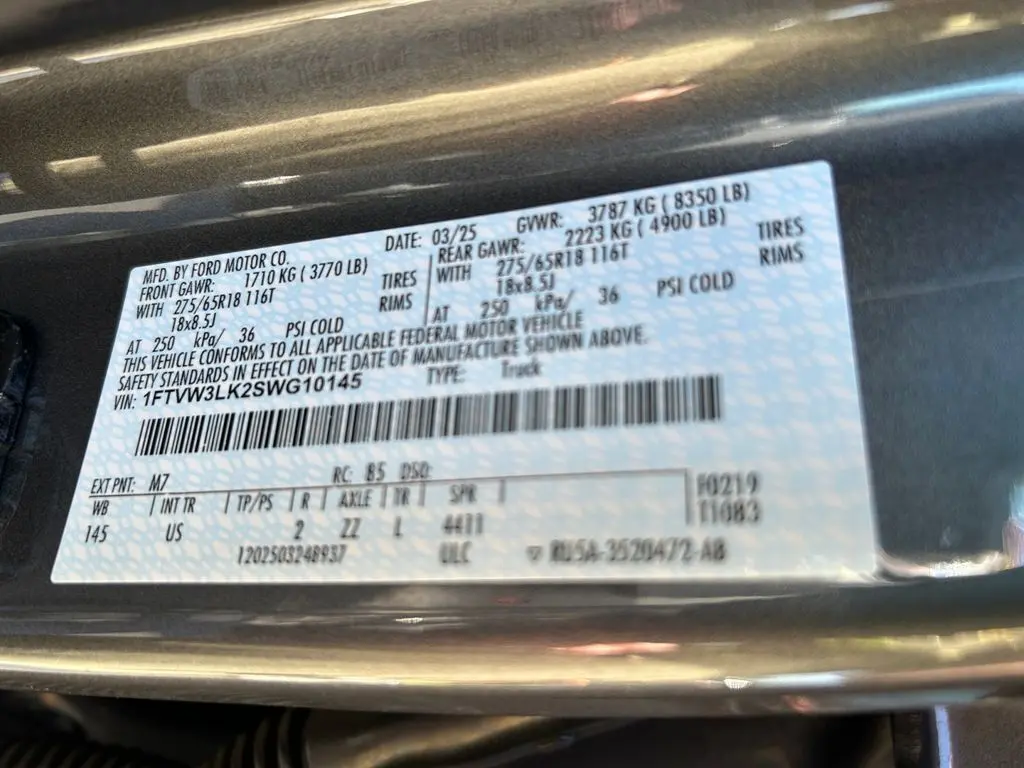 MFD. BY FORD MOTOR CO. DATE: 03/25 GVWR: 3787 KG ( 8350 LB)
FRONT GAWR: 1710 KG ( 3770 LB) REAR GAWR: 2223 KG ( 4900 LB)
WITH 275/65R18 116T TIRES WITH 275/65R18 116T TIRES
18x8.5J RIMS 18x8.5J RIMS
AT 250 kPa/ 36 PSI COLD AT 250 kPa/ 36 PSI COLD
THIS VEHICLE CONFORMS TO ALL APPLICABLE FEDERAL MOTOR VEHICLE
SAFETY STANDARDS IN EFFECT ON THE DATE OF MANUFACTURE SHOWN ABOVE.
VIN: 1FTVW3LK2SWG10145 TYPE: Truck
EXT PNT: M7 RC: 85 DSO:
WB INT TR TP/PS R AXLE TR SPR F0219
145 US 2 ZZ L 4411 T1083
1202503248937 ULC RU5A-3520472-AB